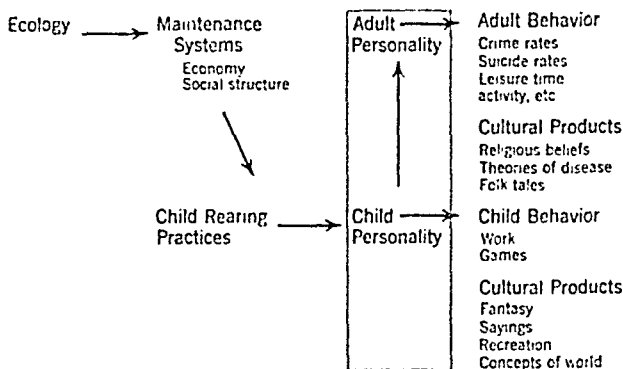 Ecology
Maintenance
Systems
Economy
Social structure
Child Rearing
Practices
Adult
Personality
Child
Personality
Adult Behavior
Crime rates
Suicide rates
Leisure time
activity, etc
Cultural Products
Religious beliefs
Theories of disease
Folk tales
Child Behavior
Work
Games
Cultural Products
Fantasy
Sayings
Recreation
Concepts of world